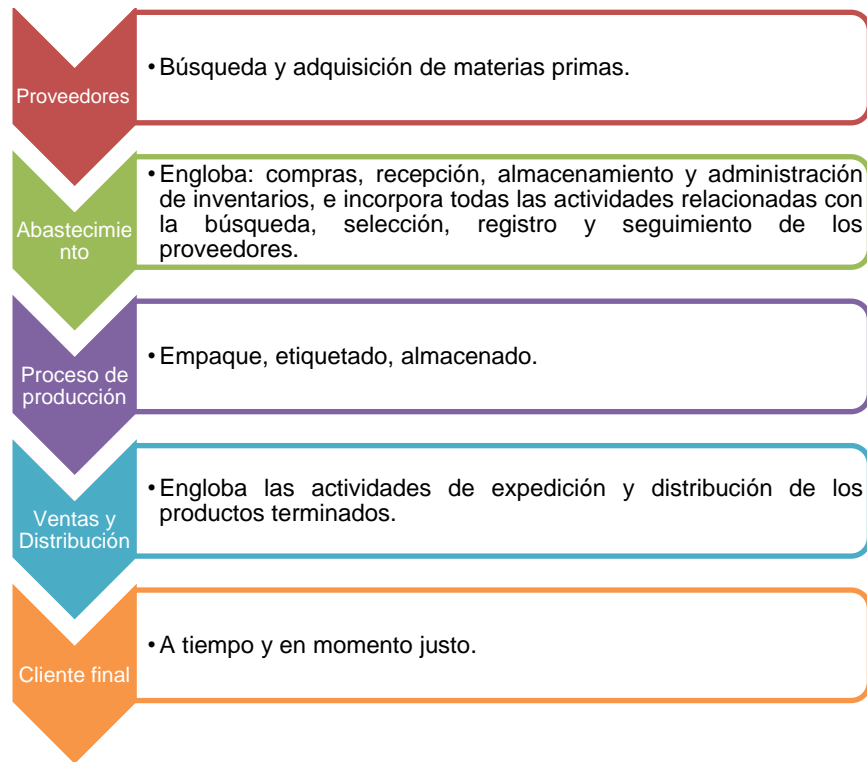 Proveedores
• Búsqueda y adquisición de materias primas.
Abastecimie
nto
• Engloba: compras, recepción, almacenamiento y administración
de inventarios, e incorpora todas las actividades relacionadas con
la búsqueda, selección, registro y seguimiento de los
proveedores.
Proceso de
producción
• Empaque, etiquetado, almacenado.
Ventas y
Distribución
• Engloba las actividades de expedición y distribución de los
productos terminados.
Cliente final
• A tiempo y en momento justo.